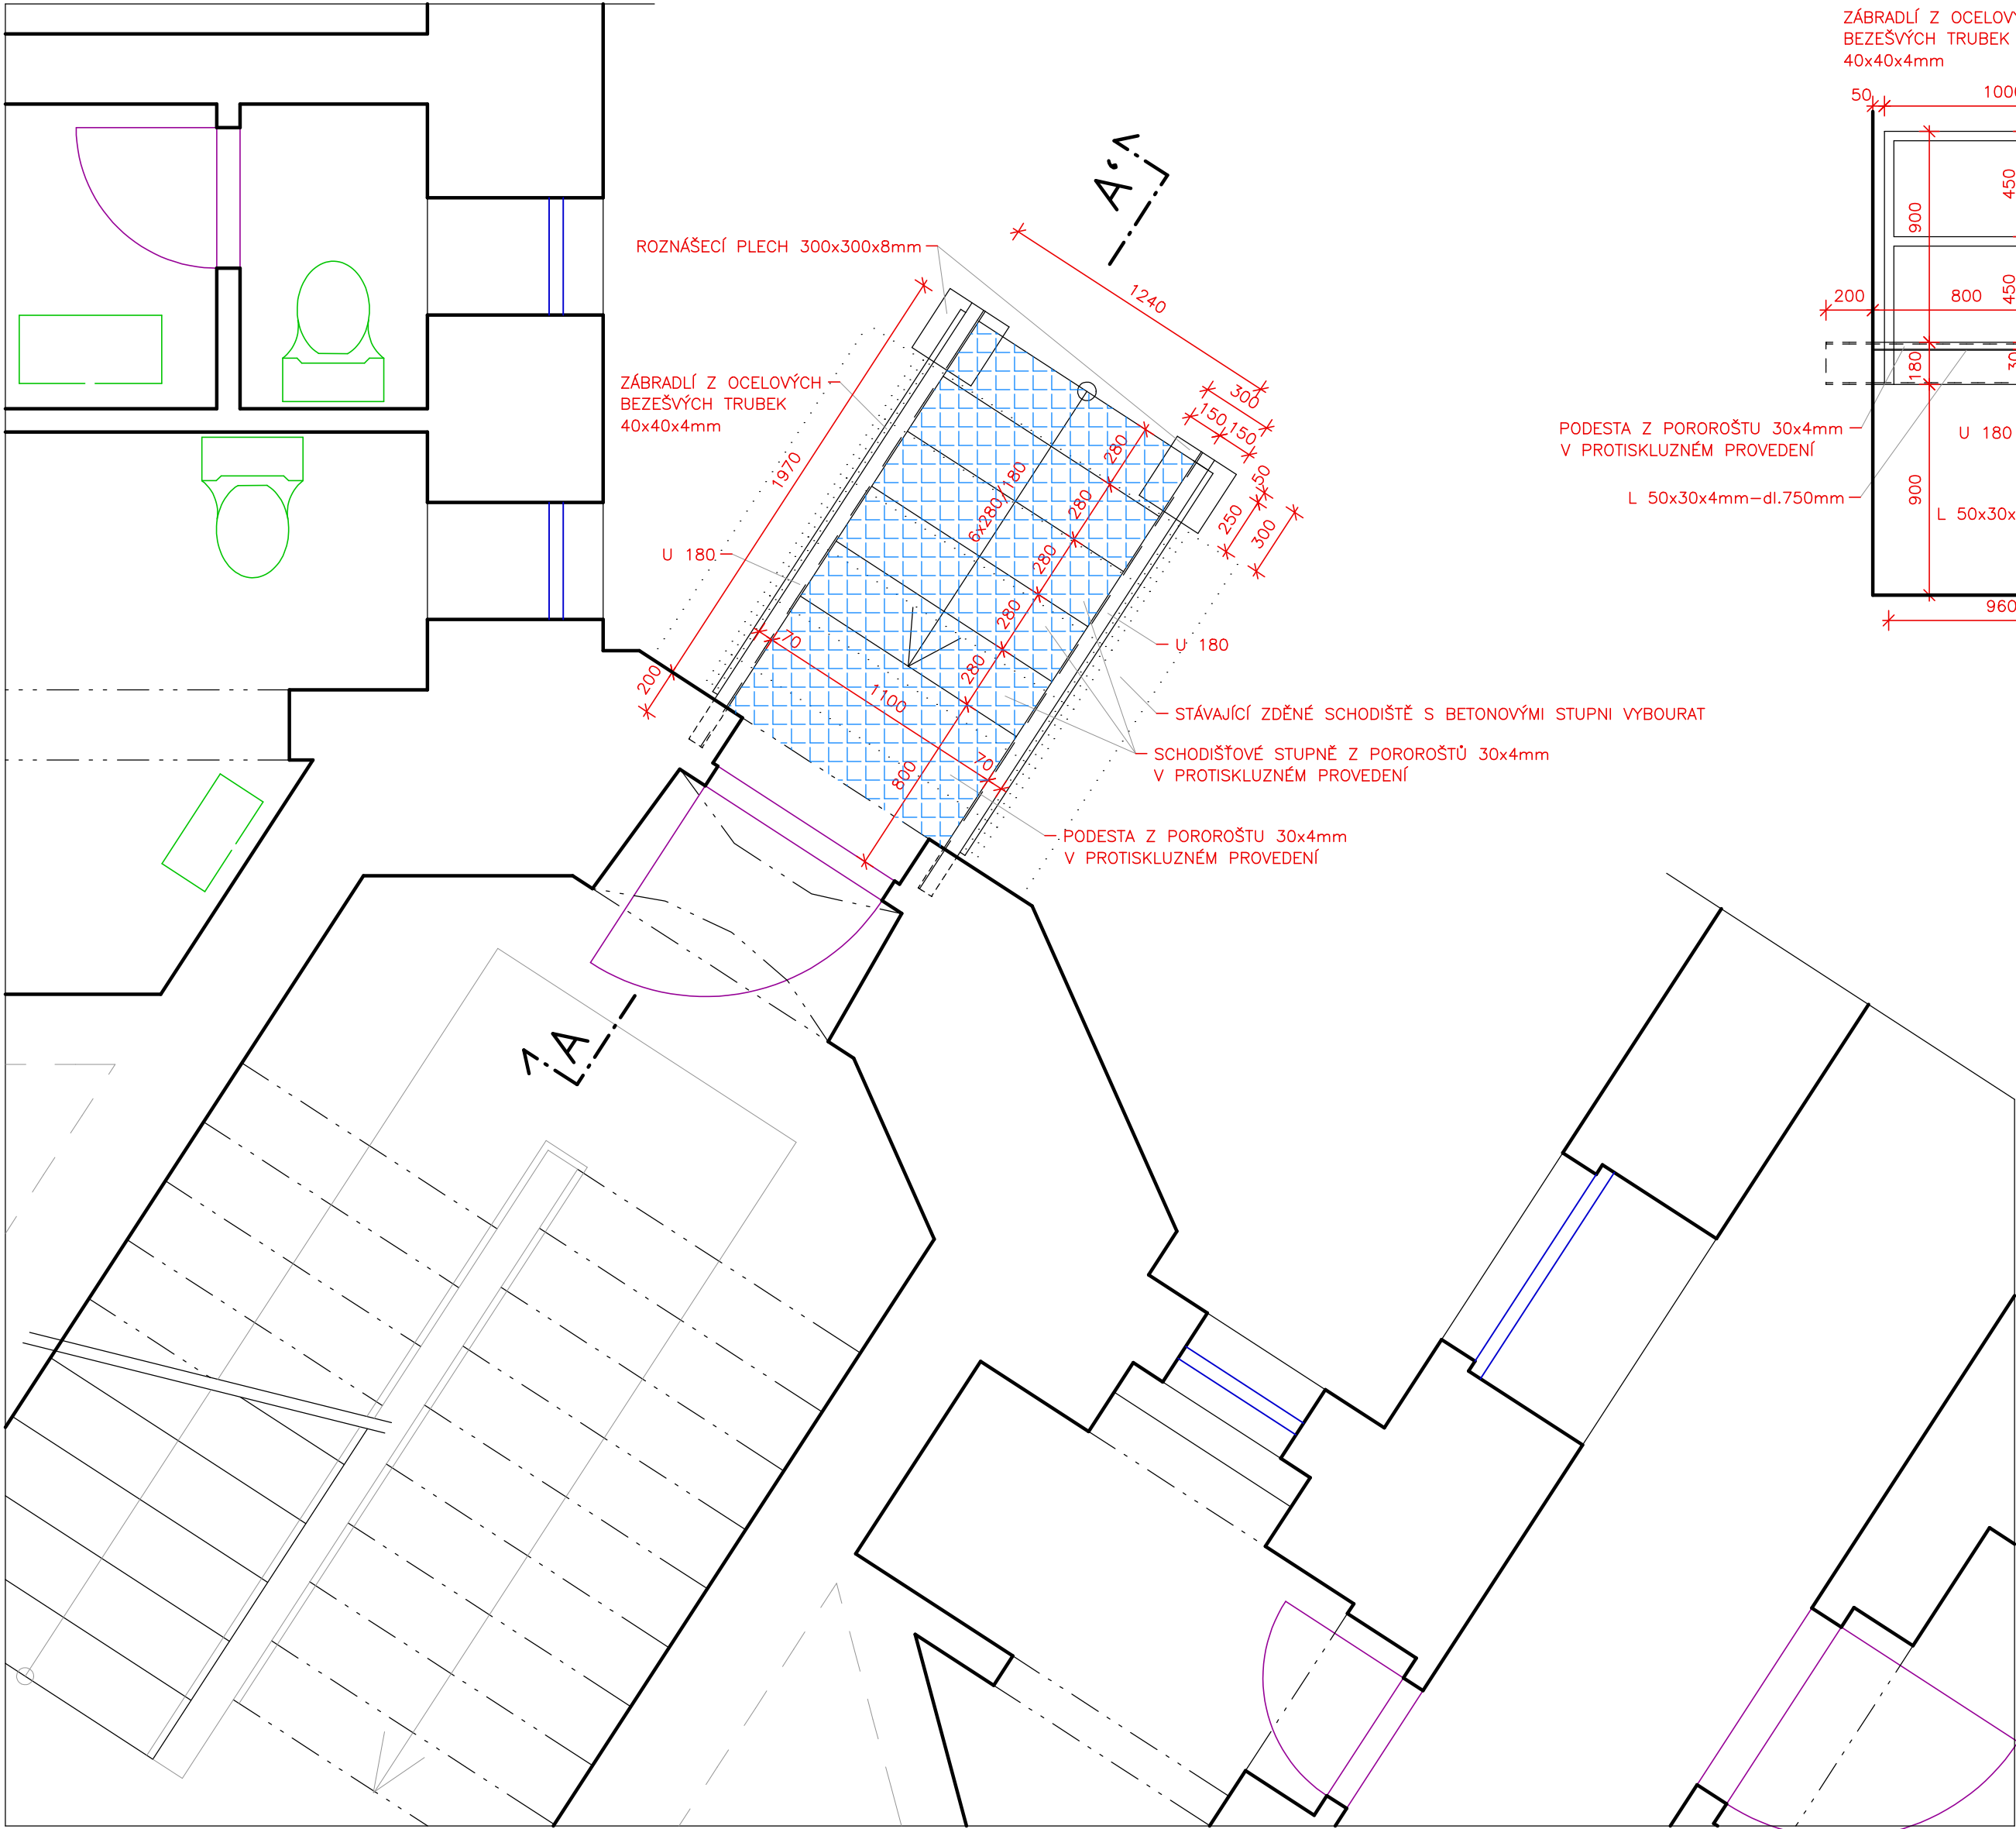 ZÁBRADLÍ Z OCELOV
BEZEŠVÝCH TRUBEK
40x40x4mm
50
1000
450
900
450
200
800
180
30
PODESTA Z POROROŠTU 30x4mm
V PROTISKLUZNÉM PROVEDENÍ
U 180
L 50x30x4mm-dl.750mm
900
L 50x30x
960
A'
ROZNÁŠECÍ PLECH 300x300x8mm
1240
300
150
150
ZÁBRADLÍ Z OCELOVÝCH
BEZEŠVÝCH TRUBEK
40x40x4mm
1970
280
280
280
280
280
6x280/180
50
250
300
U 180
70
U 180
200
1100
STÁVAJÍCÍ ZDĚNÉ SCHODIŠTĚ S BETONOVÝMI STUPNI VYBOURAT
SCHODIŠŤOVÉ STUPNĚ Z POROROŠTŮ 30x4mm
V PROTISKLUZNÉM PROVEDENÍ
70
800
PODESTA Z POROROŠTU 30x4mm
V PROTISKLUZNÉM PROVEDENÍ
A